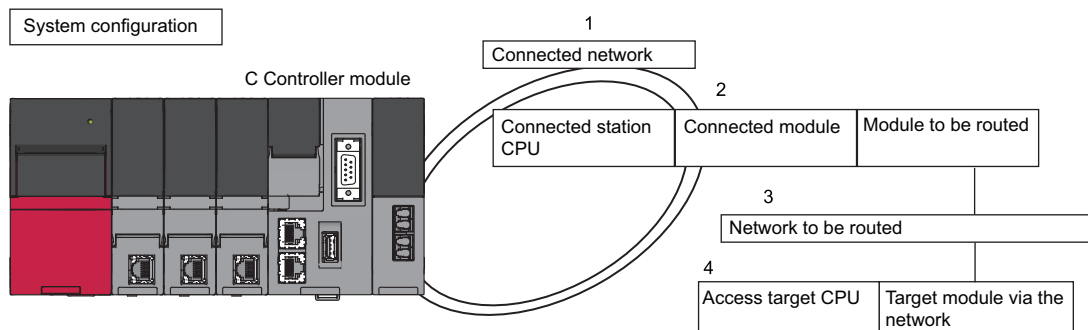 System configuration
1
Connected network
C Controller module
2
Connected station
CPU
Connected module
Module to be routed
3
Network to be routed
4
Access target CPU
Target module via the
network